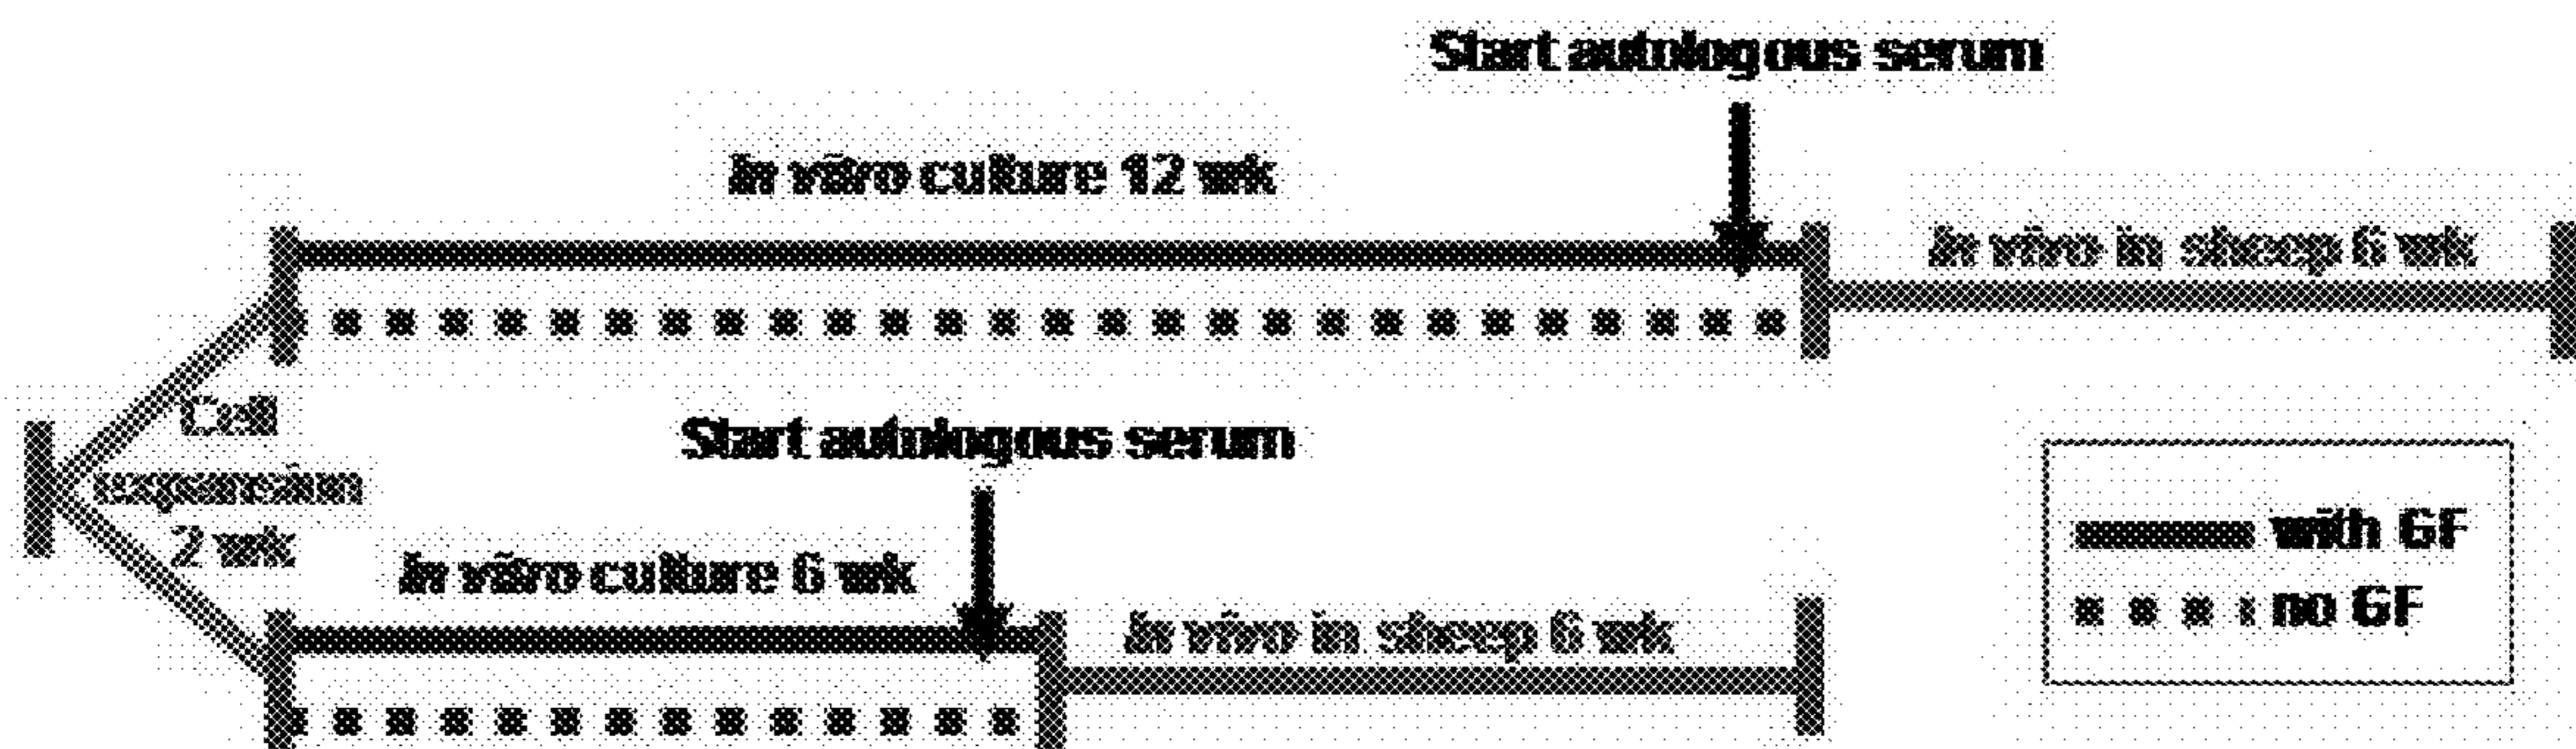 Start autologous serum
In vitro culture 12 wk
In vivo in sheep 6 wk
Cell
expansion
2 wk
Start autologous serum
In vitro culture 6 wk
In vivo in sheep 6 wk
with GF
no GF